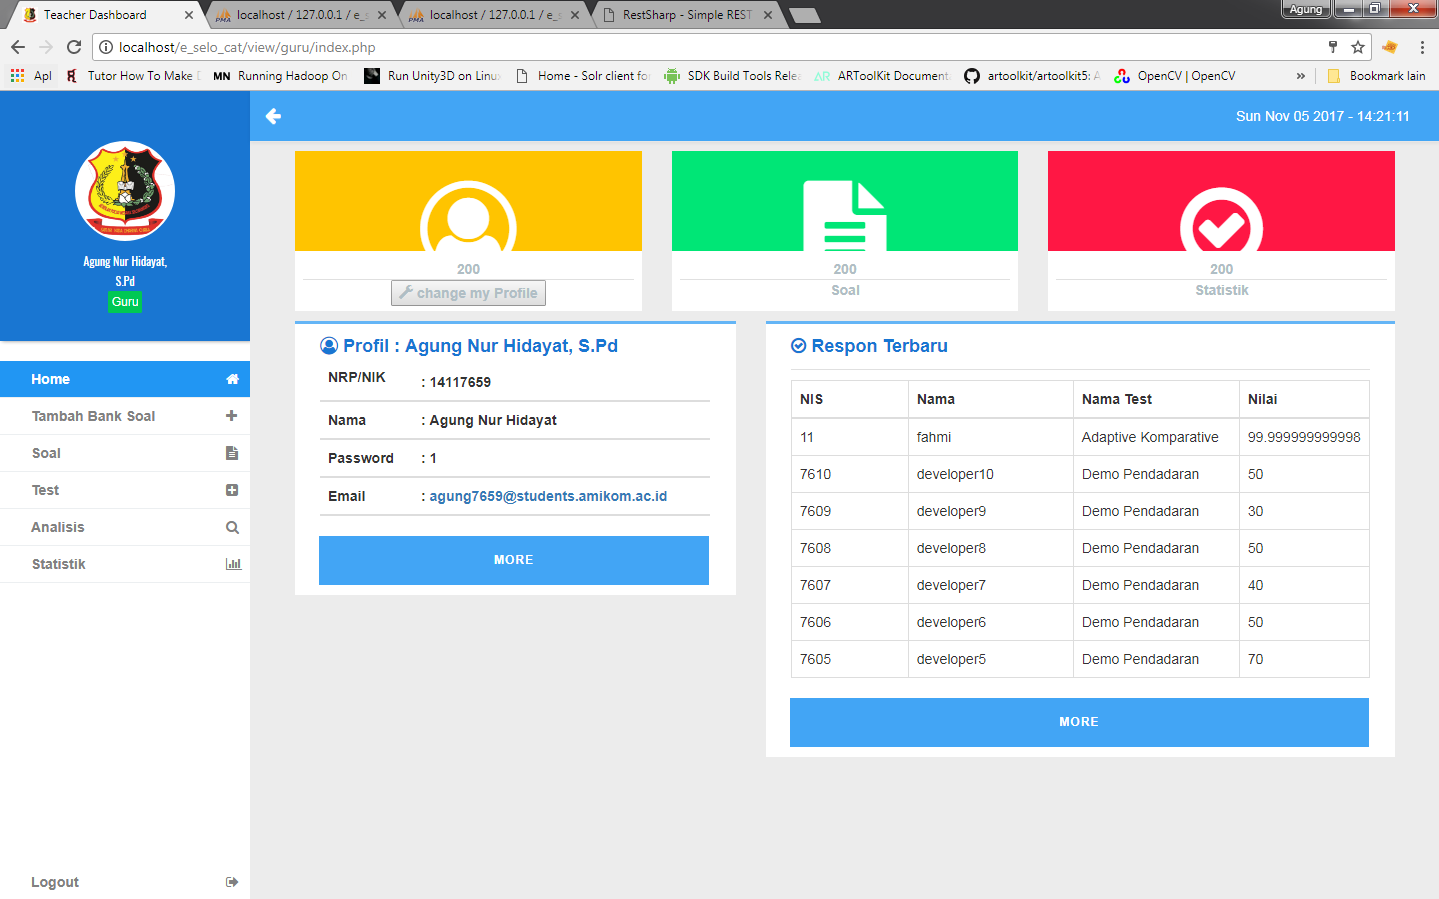 Agung
Teacher Dashboard
localhost / 127.0.0.1 / e_s
localhost / 127.0.0.1 / e_s
RestSharp - Simple REST
localhost/e_selo_cat/view/guru/index.php
Apl
Tutor How To Make
Running Hadoop On
Run Unity3D on Linux
Home - Solr client for
SDK Build Tools Rele
ARToolKit Document
artoolkit/artoolkit5: A
OpenCV | OpenCV
»
Bookmark lain
Sun Nov 05 2017 - 14:21:11
Agung Nur Hidayat,
S.Pd
Guru
Home
Tambah Bank Soal
Soal
Test
Analisis
Statistik
Logout
200
change my Profile
200
Soal
200
Statistik
Profil : Agung Nur Hidayat, S.Pd
NRP/NIK : 14117659
Nama : Agung Nur Hidayat
Password : 1
Email : agung7659@students.amikom.ac.id
MORE
Respon Terbaru
NIS Nama Nama Test Nilai
11 fahmi Adaptive Komparative 99.999999999998
7610 developer10 Demo Pendadaran 50
7609 developer9 Demo Pendadaran 30
7608 developer8 Demo Pendadaran 50
7607 developer7 Demo Pendadaran 40
7606 developer6 Demo Pendadaran 50
7605 developer5 Demo Pendadaran 70
MORE